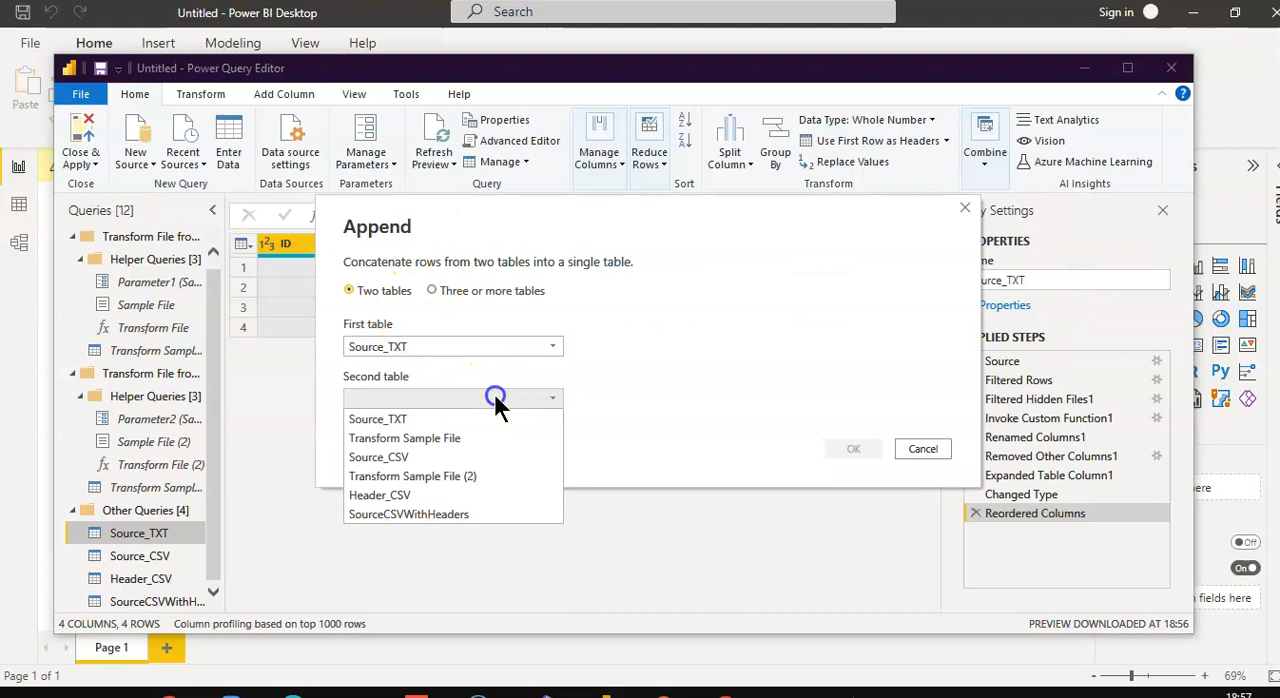 Untitled - Power BI Desktop
Search
Sign in
File Home Insert Modeling View Help
Paste
Untitled - Power Query Editor
File Home Transform Add Column View Tools Help
Close & Apply
New Source
Recent Sources
Enter Data
Data source settings
Manage Parameters
Refresh Preview
Properties
Advanced Editor
Manage
Manage Columns
Reduce Rows
Split Column
Group By
Data Type: Whole Number
Use First Row as Headers
Replace Values
Combine
Text Analytics
Vision
Azure Machine Learning
Close New Query Data Sources Parameters Query Sort Transform AI Insights
Queries [12]
Transform File fro...
Helper Queries [3]
Parameter1 (Sa...
Sample File
fx Transform File
Transform Sampl...
Transform File fro...
Helper Queries [3]
Parameter2 (Sa...
Sample File (2)
fx Transform File (2)
Transform Sampl...
Other Queries [4]
Source_TXT
Source_CSV
Header_CSV
SourceCSVWithH...
1²3 ID
1
2
3
4
Append
Concatenate rows from two tables into a single table.
Two tables Three or more tables
First table
Source_TXT
Second table
Source_TXT
Transform Sample File
Source_CSV
Transform Sample File (2)
Header_CSV
SourceCSVWithHeaders
OK Cancel
y Settings
OPERTIES
me
urce_TXT
Properties
PLIED STEPS
Source
Filtered Rows
Filtered Hidden Files1
Invoke Custom Function1
Renamed Columns1
Removed Other Columns1
Expanded Table Column1
Changed Type
Reordered Columns
Py
here
Off
On
fields here
4 COLUMNS, 4 ROWS Column profiling based on top 1000 rows
PREVIEW DOWNLOADED AT 18:56
Page 1
Page 1 of 1
69%
18:57